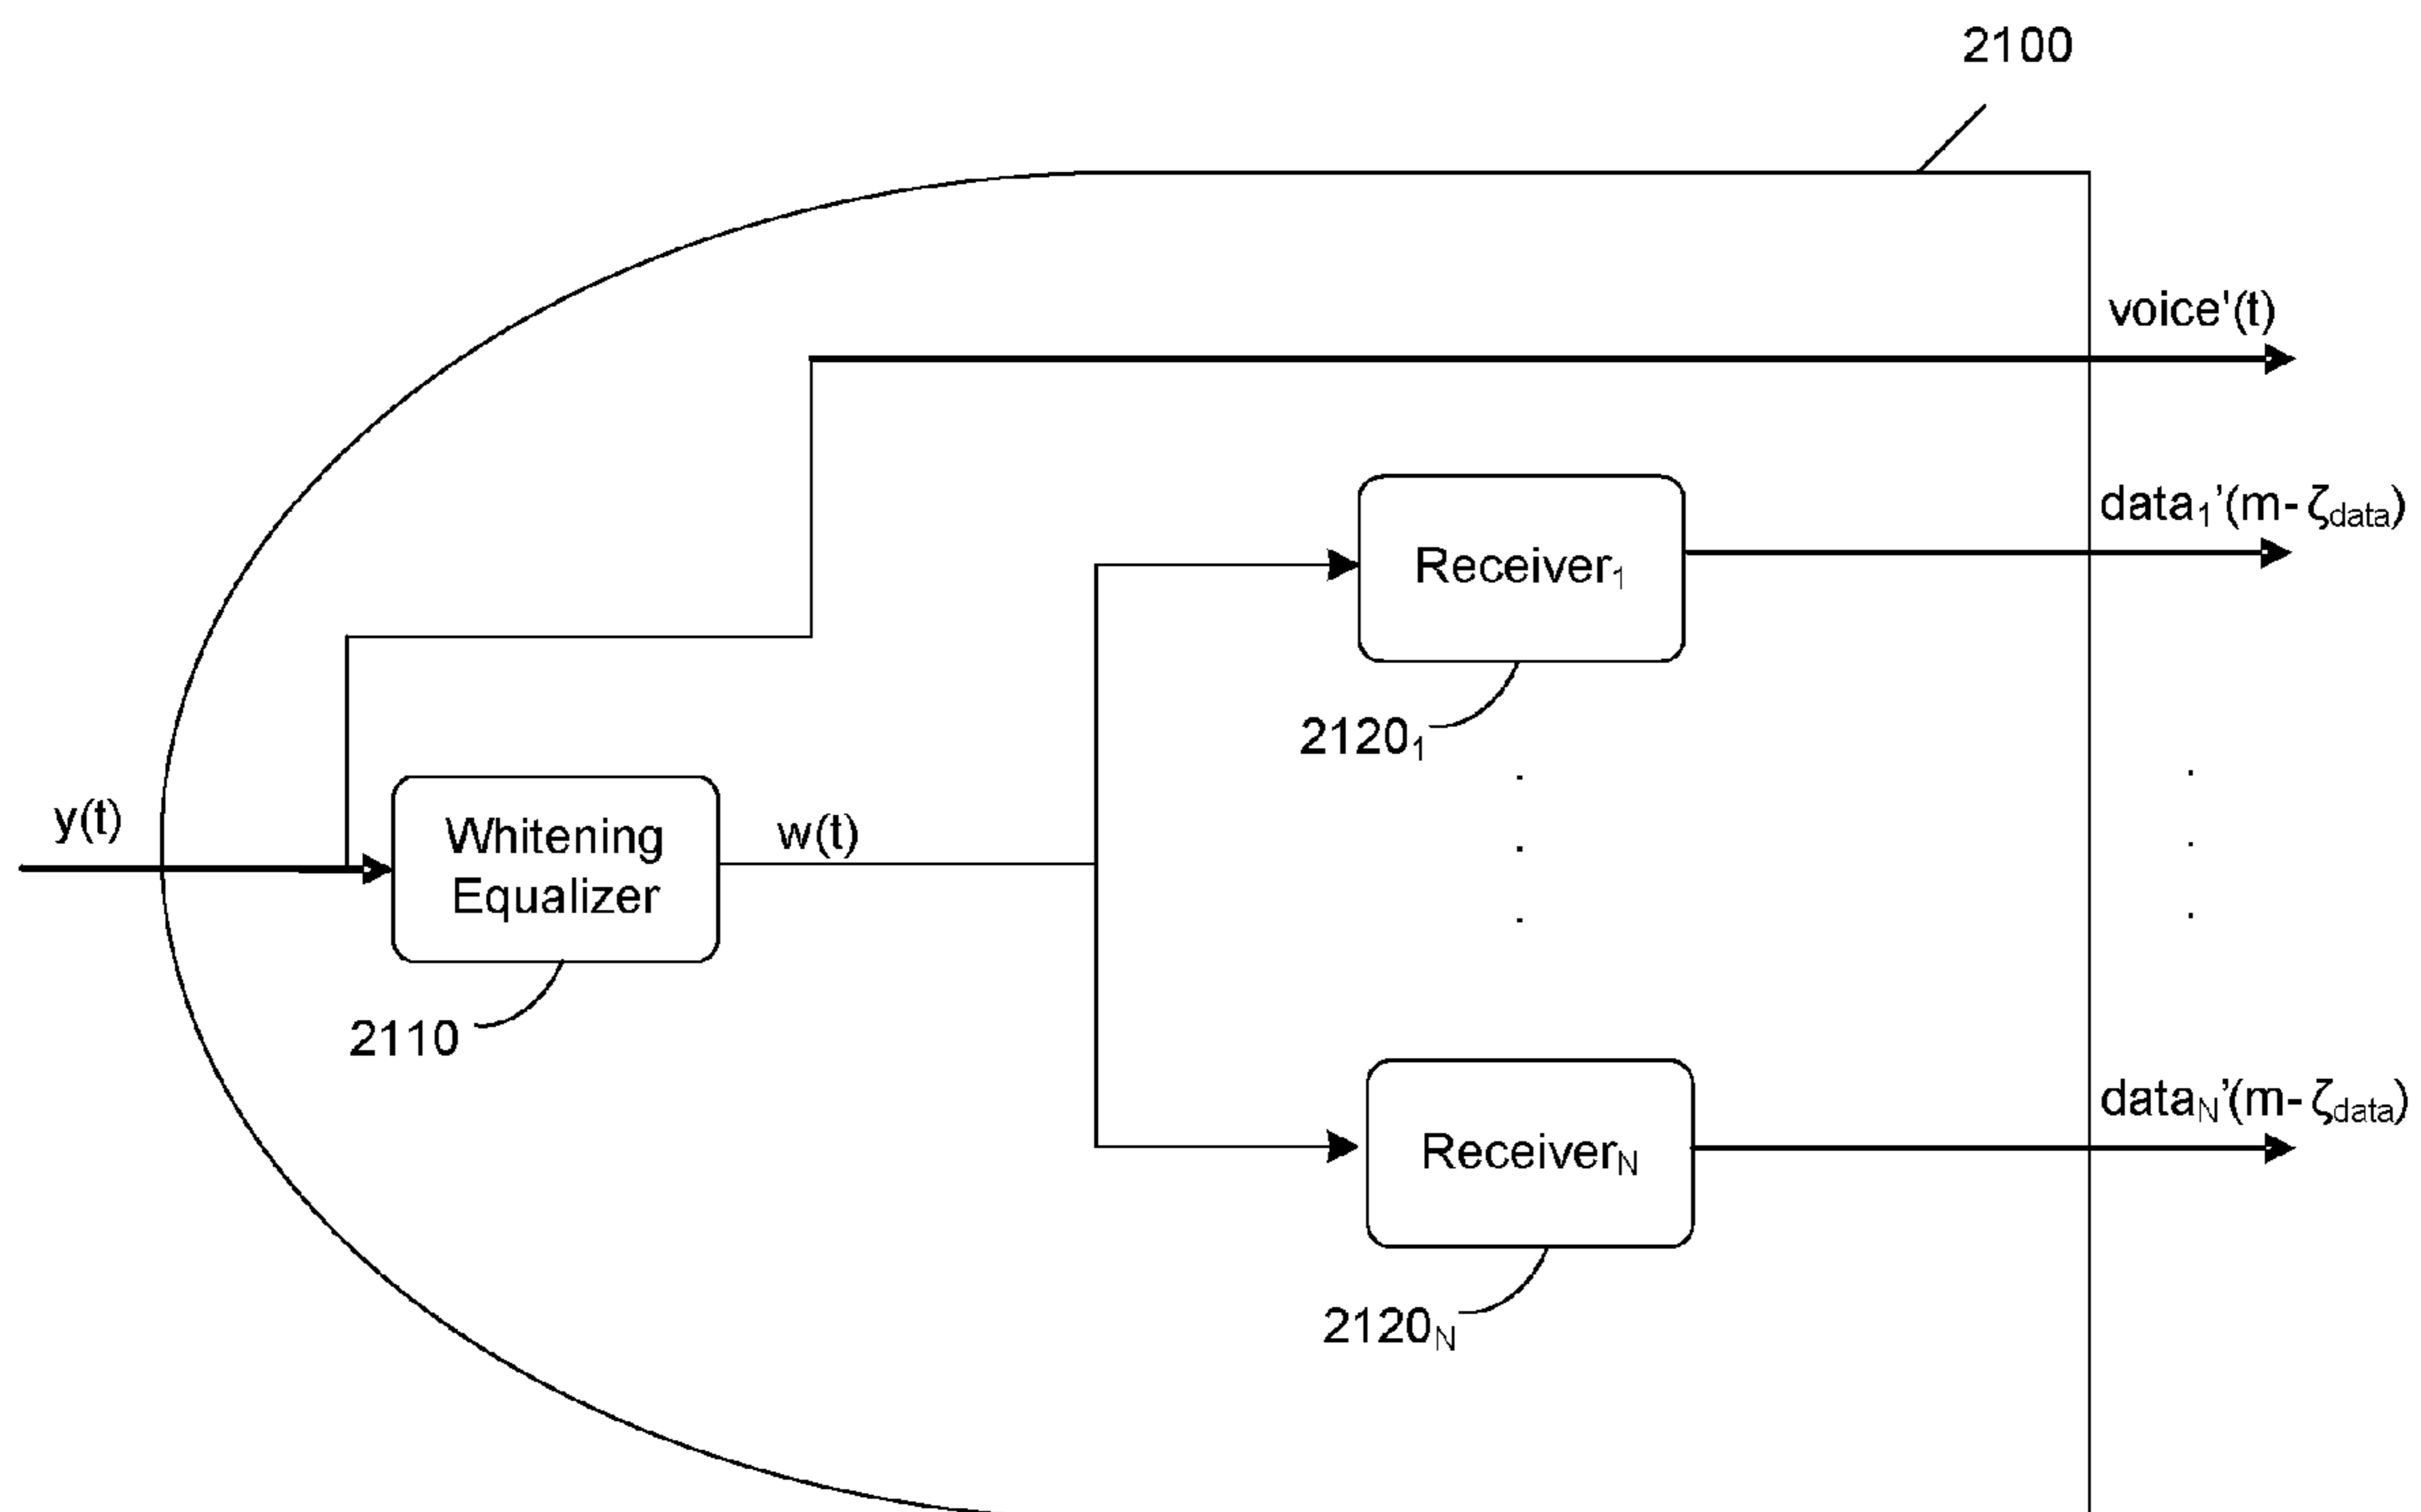 2100
voice'(t)
data₁'(m- ζdata)
Receiver₁
2120₁
y(t)
Whitening
Equalizer
w(t)
2110
dataN'(m- ζdata)
ReceiverN
2120N